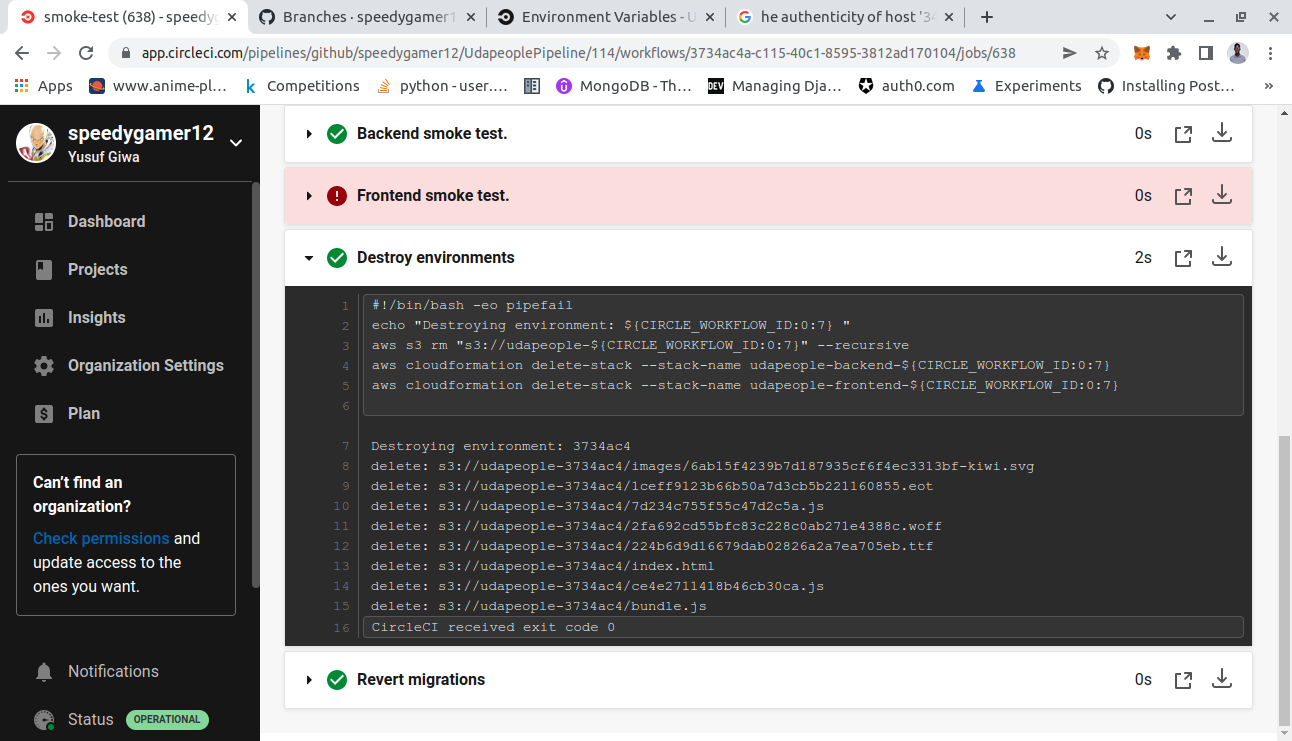 smoke-test (638) - speedyg
Branches · speedygamer1
Environment Variables - U
he authenticity of host '34
app.circleci.com/pipelines/github/speedygamer12/UdapeoplePipeline/114/workflows/3734ac4a-c115-40c1-8595-3812ad170104/jobs/638
Apps
www.anime-pl...
Competitions
python - user....
MongoDB - Th...
DEV Managing Dja...
auth0.com
Experiments
Installing Post...
»
speedygamer12
Yusuf Giwa
Dashboard
Projects
Insights
Organization Settings
Plan
Can't find an
organization?
Check permissions and
update access to the
ones you want.
Notifications
Status OPERATIONAL
Backend smoke test. 0s
Frontend smoke test. 0s
Destroy environments 2s
1 #!/bin/bash -eo pipefail
2 echo "Destroying environment: ${CIRCLE_WORKFLOW_ID:0:7} "
3 aws s3 rm "s3://udapeople-${CIRCLE_WORKFLOW_ID:0:7}" --recursive
4 aws cloudformation delete-stack --stack-name udapeople-backend-${CIRCLE_WORKFLOW_ID:0:7}
5 aws cloudformation delete-stack --stack-name udapeople-frontend-${CIRCLE_WORKFLOW_ID:0:7}
6
7 Destroying environment: 3734ac4
8 delete: s3://udapeople-3734ac4/images/6ab15f4239b7d187935cf6f4ec3313bf-kiwi.svg
9 delete: s3://udapeople-3734ac4/1ceff9123b66b50a7d3cb5b221160855.eot
10 delete: s3://udapeople-3734ac4/7d234c755f55c47d2c5a.js
11 delete: s3://udapeople-3734ac4/2fa692cd55bfc83c228c0ab271e4388c.woff
12 delete: s3://udapeople-3734ac4/224b6d9d16679dab02826a2a7ea705eb.ttf
13 delete: s3://udapeople-3734ac4/index.html
14 delete: s3://udapeople-3734ac4/ce4e2711418b46cb30ca.js
15 delete: s3://udapeople-3734ac4/bundle.js
16 CircleCI received exit code 0
Revert migrations 0s